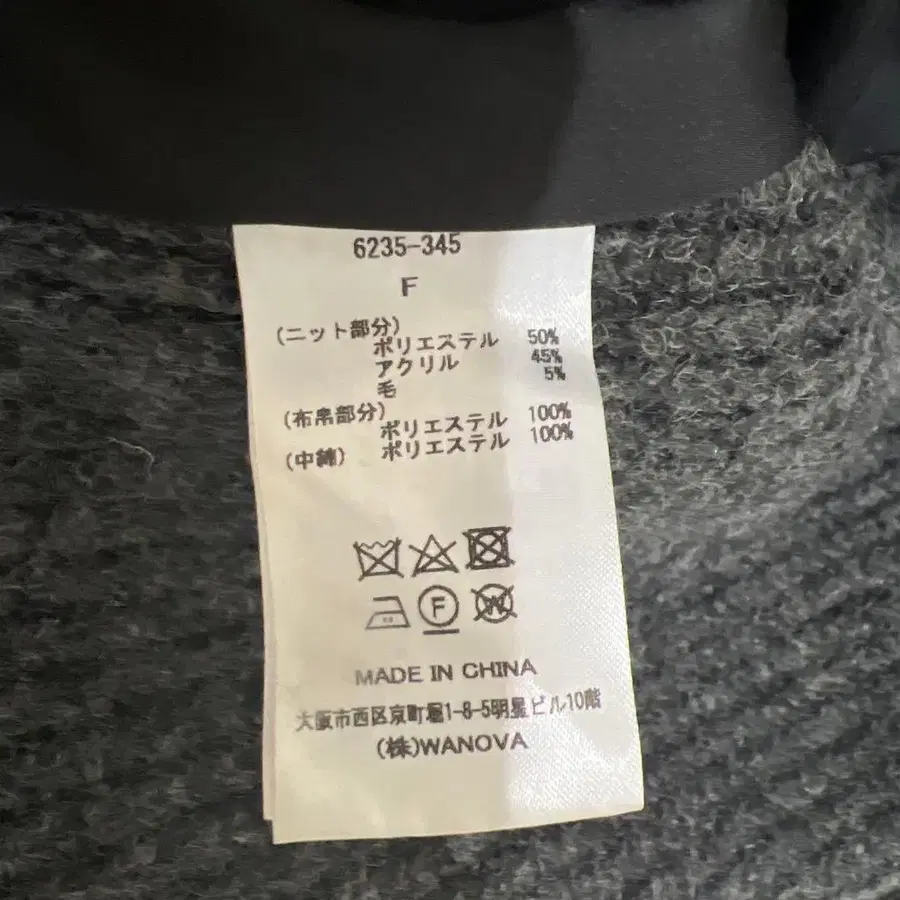 6235-345
F
(ニット部分)
ポリエステル 50%
アクリル 45%
毛 5%
(布帛部分)
ポリエステル 100%
(中綿) ポリエステル 100%
F
W
MADE IN CHINA
大阪市西区京町堀1-8-5明星ビル10階
(株)WANOVA